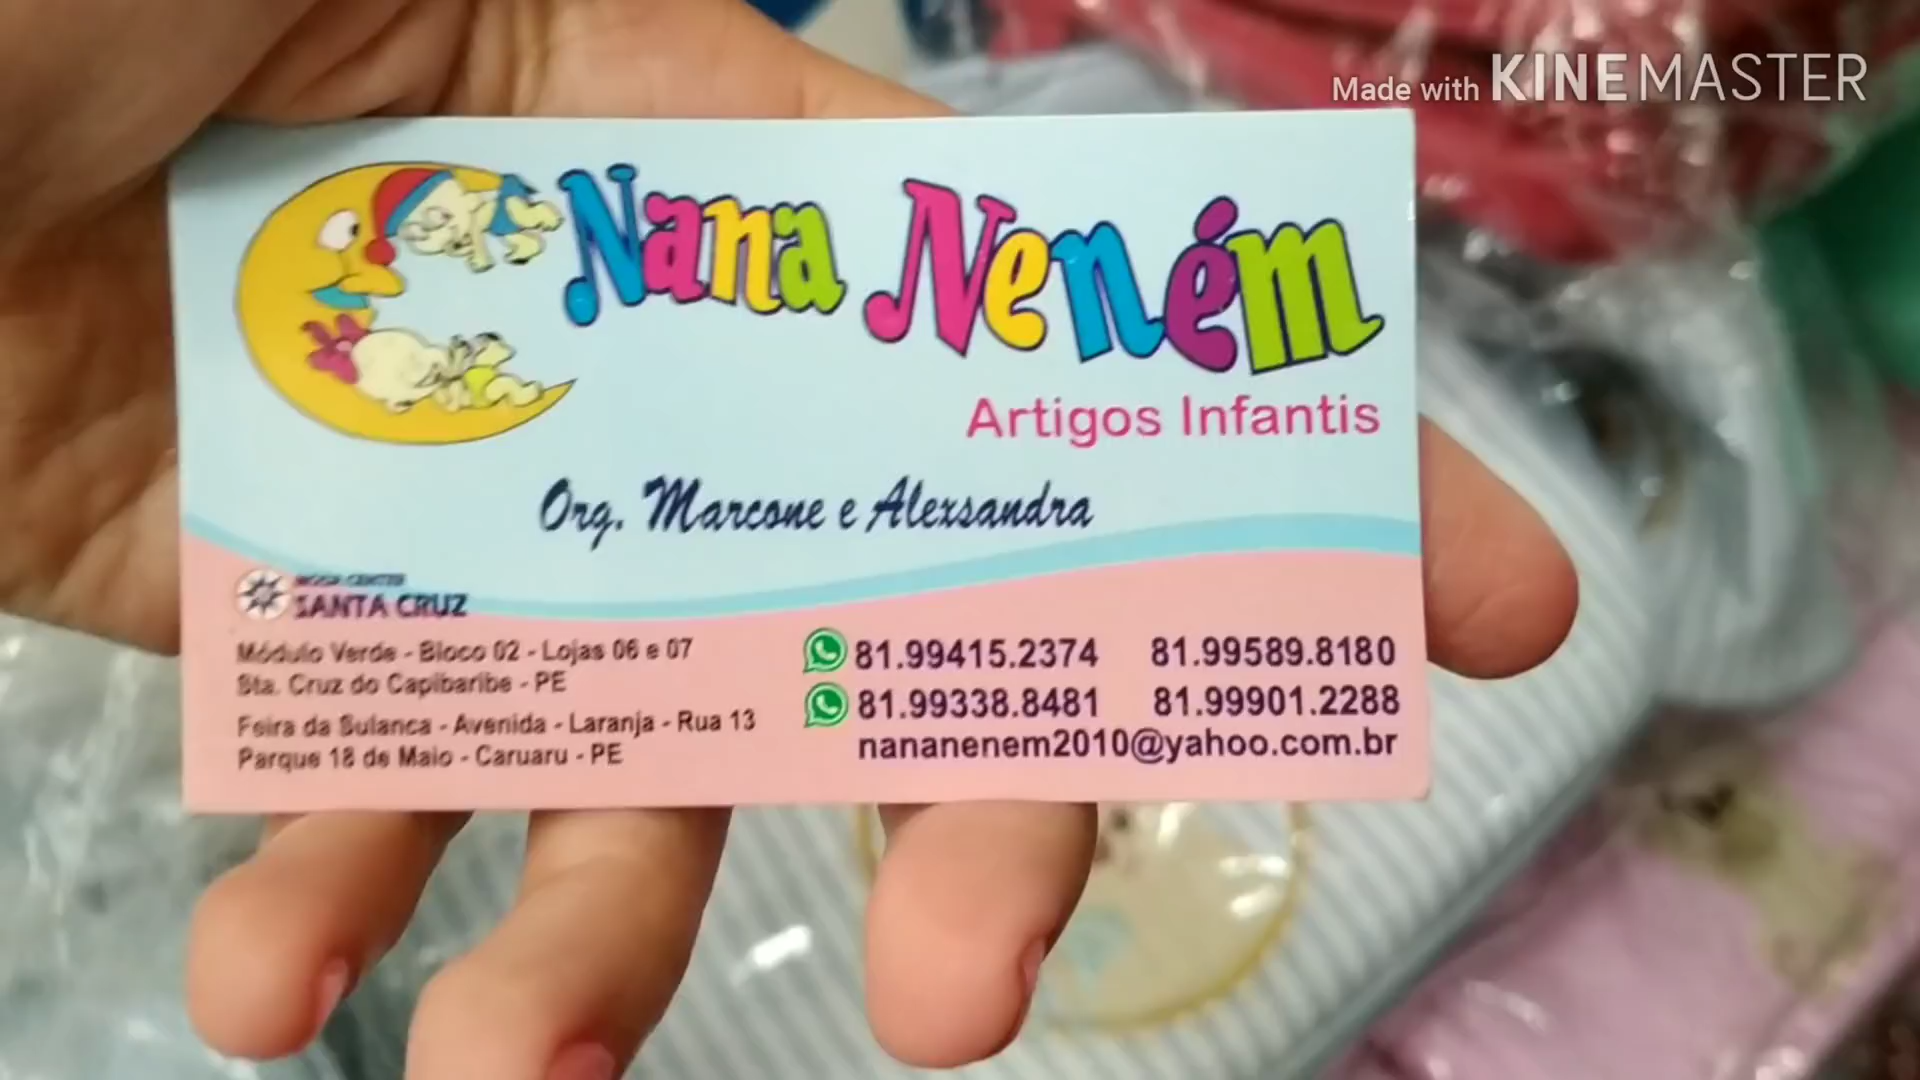 Made with KINEMASTER
Nana Neném
Artigos Infantis
Org. Marcone e Alexsandra
MODA CENTER
SANTA CRUZ
Módulo Verde - Bloco 02 - Lojas 06 e 07
Sta. Cruz do Capibaribe - PE
Feira da Sulanca - Avenida - Laranja - Rua 13
Parque 18 de Maio - Caruaru - PE
81.99415.2374 81.99589.8180
81.99338.8481 81.99901.2288
nananenem2010@yahoo.com.br